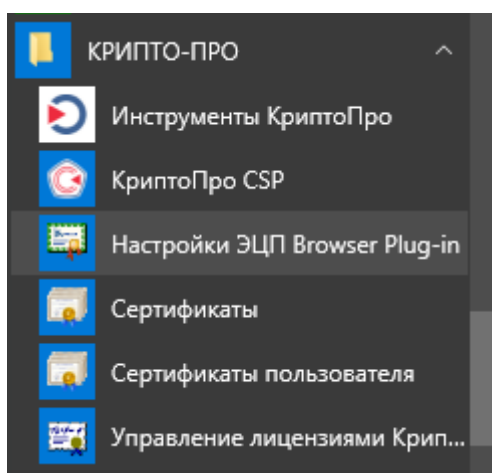 КРИПТО-ПРО
Инструменты КриптоПро
КриптоПро CSP
Настройки ЭЦП Browser Plug-in
Сертификаты
Сертификаты пользователя
Управление лицензиями Крип...